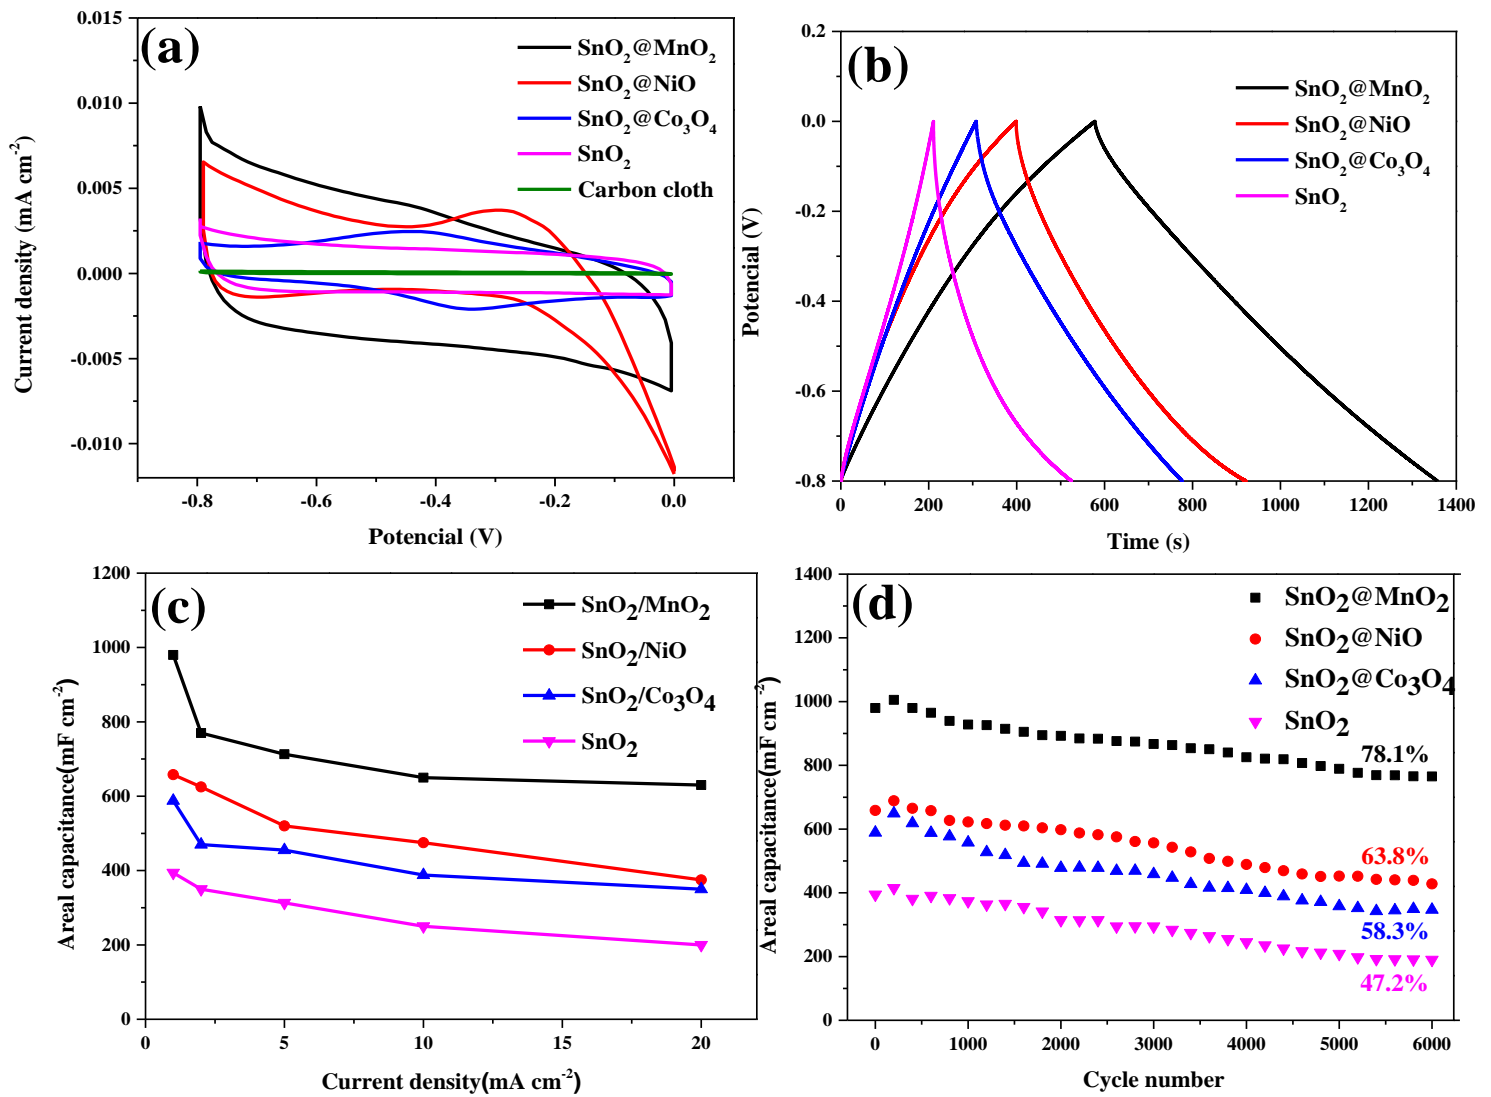 (a)
SnO₂@MnO₂
SnO₂@NiO
SnO₂@Co₃O₄
SnO₂
Carbon cloth
0.015
0.010
0.005
0.000
-0.005
-0.010
Current density (mA cm⁻²)
-0.8 -0.6 -0.4 -0.2 0.0
Potencial (V)
(b)
SnO₂@MnO₂
SnO₂@NiO
SnO₂@Co₃O₄
SnO₂
0.2
0.0
-0.2
-0.4
-0.6
-0.8
Potencial (V)
0 200 400 600 800 1000 1200 1400
Time (s)
(c)
SnO₂/MnO₂
SnO₂/NiO
SnO₂/Co₃O₄
SnO₂
1200
1000
800
600
400
200
0
Areal capacitance(mF cm⁻²)
0 5 10 15 20
Current density(mA cm⁻²)
(d)
SnO₂@MnO₂
SnO₂@NiO
SnO₂@Co₃O₄
SnO₂
1400
1200
1000
800
600
400
200
0
Areal capacitance(mF cm⁻²)
78.1%
63.8%
58.3%
47.2%
0 1000 2000 3000 4000 5000 6000
Cycle number